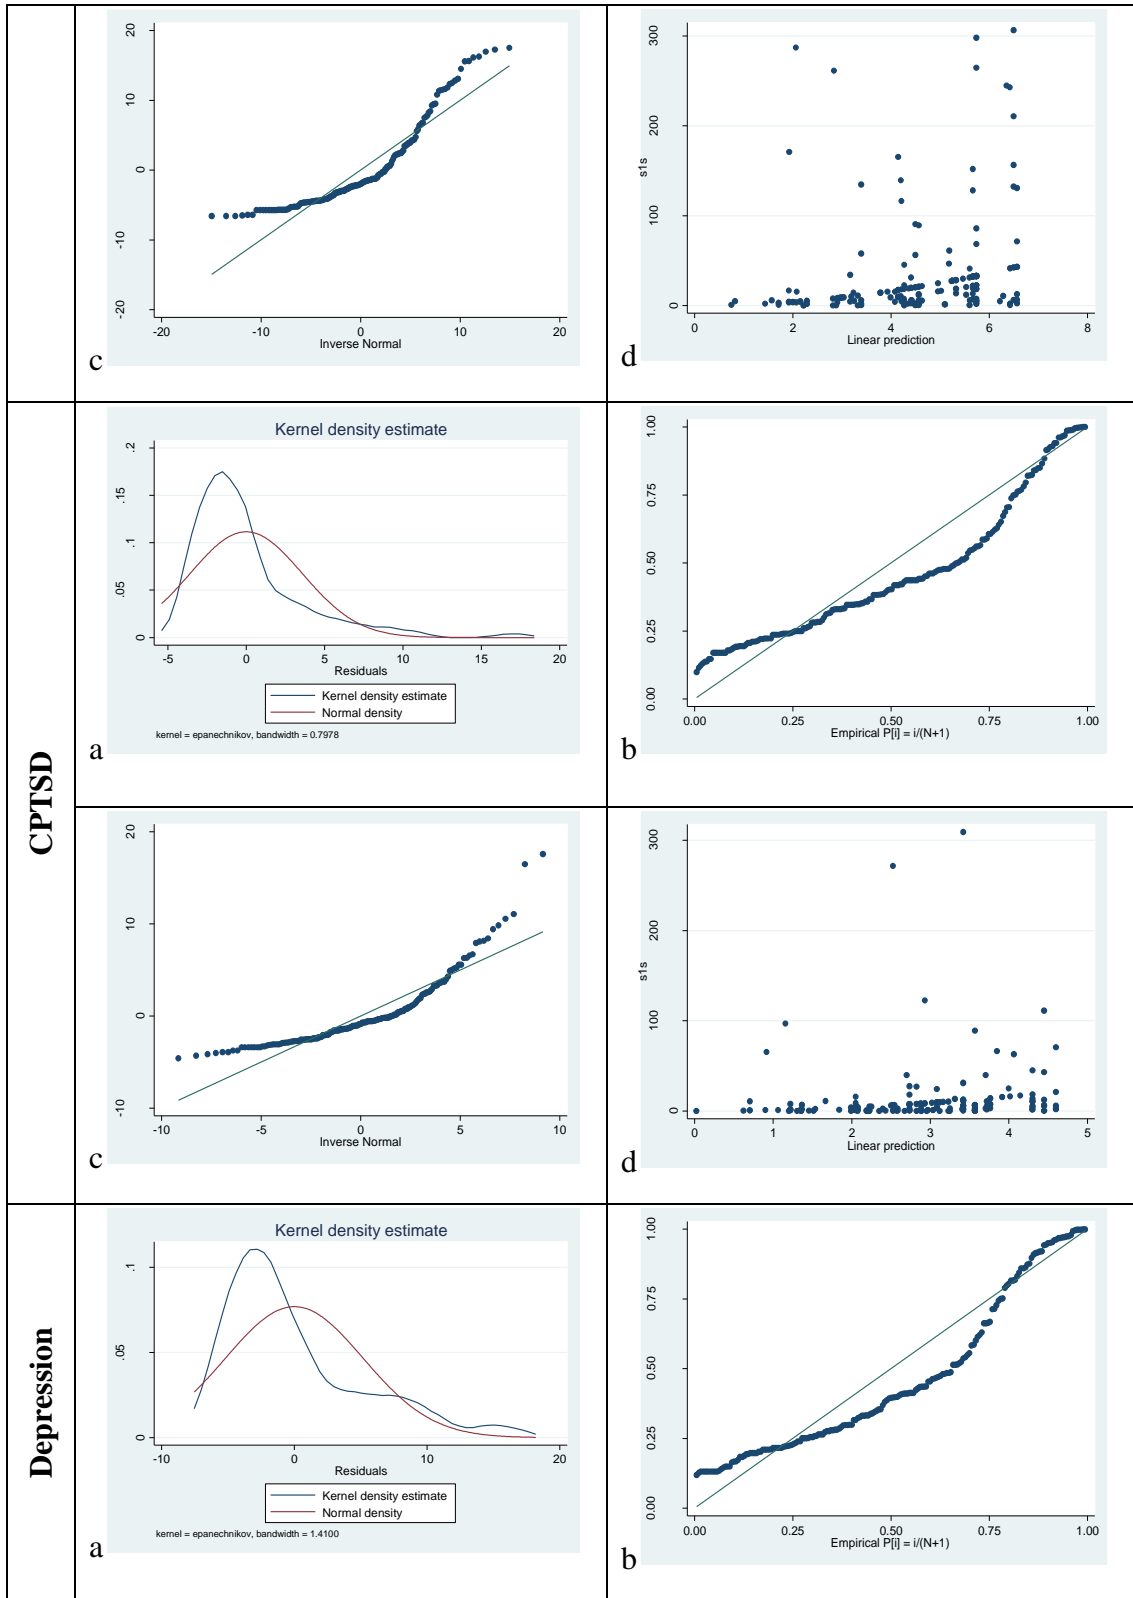 20
10
0
-10
-20
-20
-10
0
10
20
Inverse Normal
c
300
200
100
0
s1s
0
2
4
6
8
Linear prediction
d
CPTSD
Kernel density estimate
.2
.15
.1
.05
0
-5
0
5
10
15
20
Residuals
Kernel density estimate
Normal density
kernel = epanechnikov, bandwidth = 0.7978
a
1.00
0.75
0.50
0.25
0.00
0.00
0.25
0.50
0.75
1.00
Empirical P[i] = i/(N+1)
b
20
10
0
-10
-10
-5
0
5
10
Inverse Normal
c
300
200
100
0
s1s
0
1
2
3
4
5
Linear prediction
d
Depression
Kernel density estimate
.1
.05
0
-10
0
10
20
Residuals
Kernel density estimate
Normal density
kernel = epanechnikov, bandwidth = 1.4100
a
1.00
0.75
0.50
0.25
0.00
0.00
0.25
0.50
0.75
1.00
Empirical P[i] = i/(N+1)
b